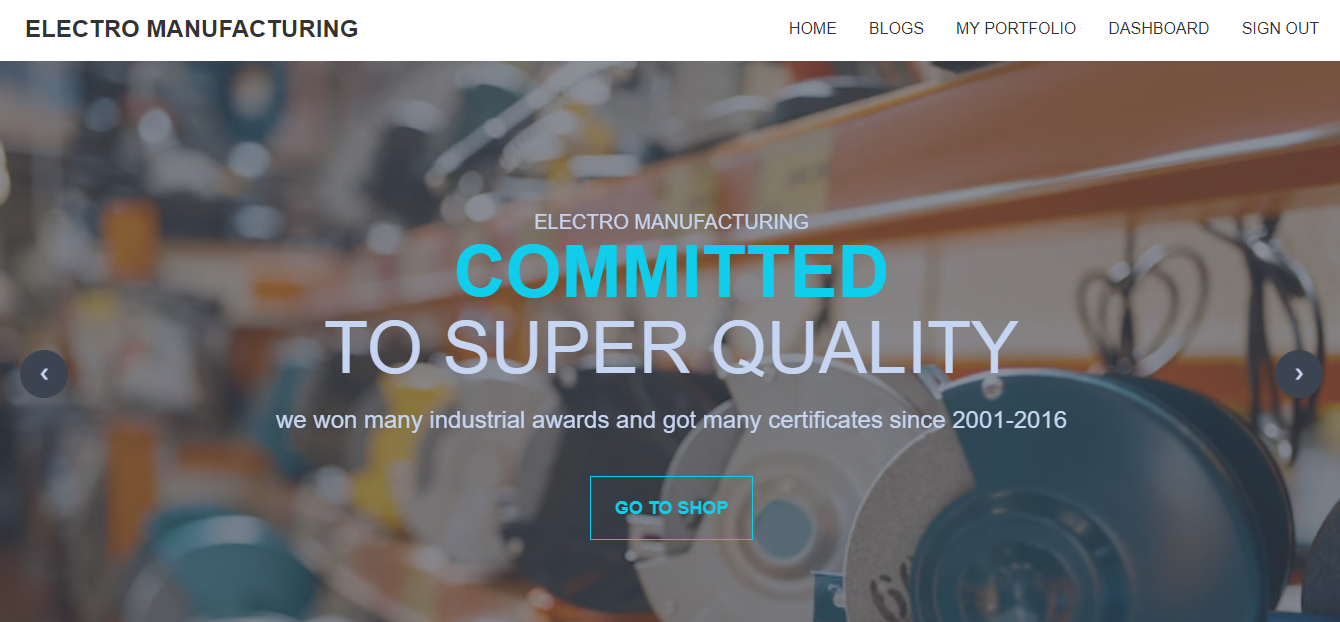 ELECTRO MANUFACTURING
HOME BLOGS MY PORTFOLIO DASHBOARD SIGN OUT
ELECTRO MANUFACTURING
COMMITTED
TO SUPER QUALITY
we won many industrial awards and got many certificates since 2001-2016
GO TO SHOP